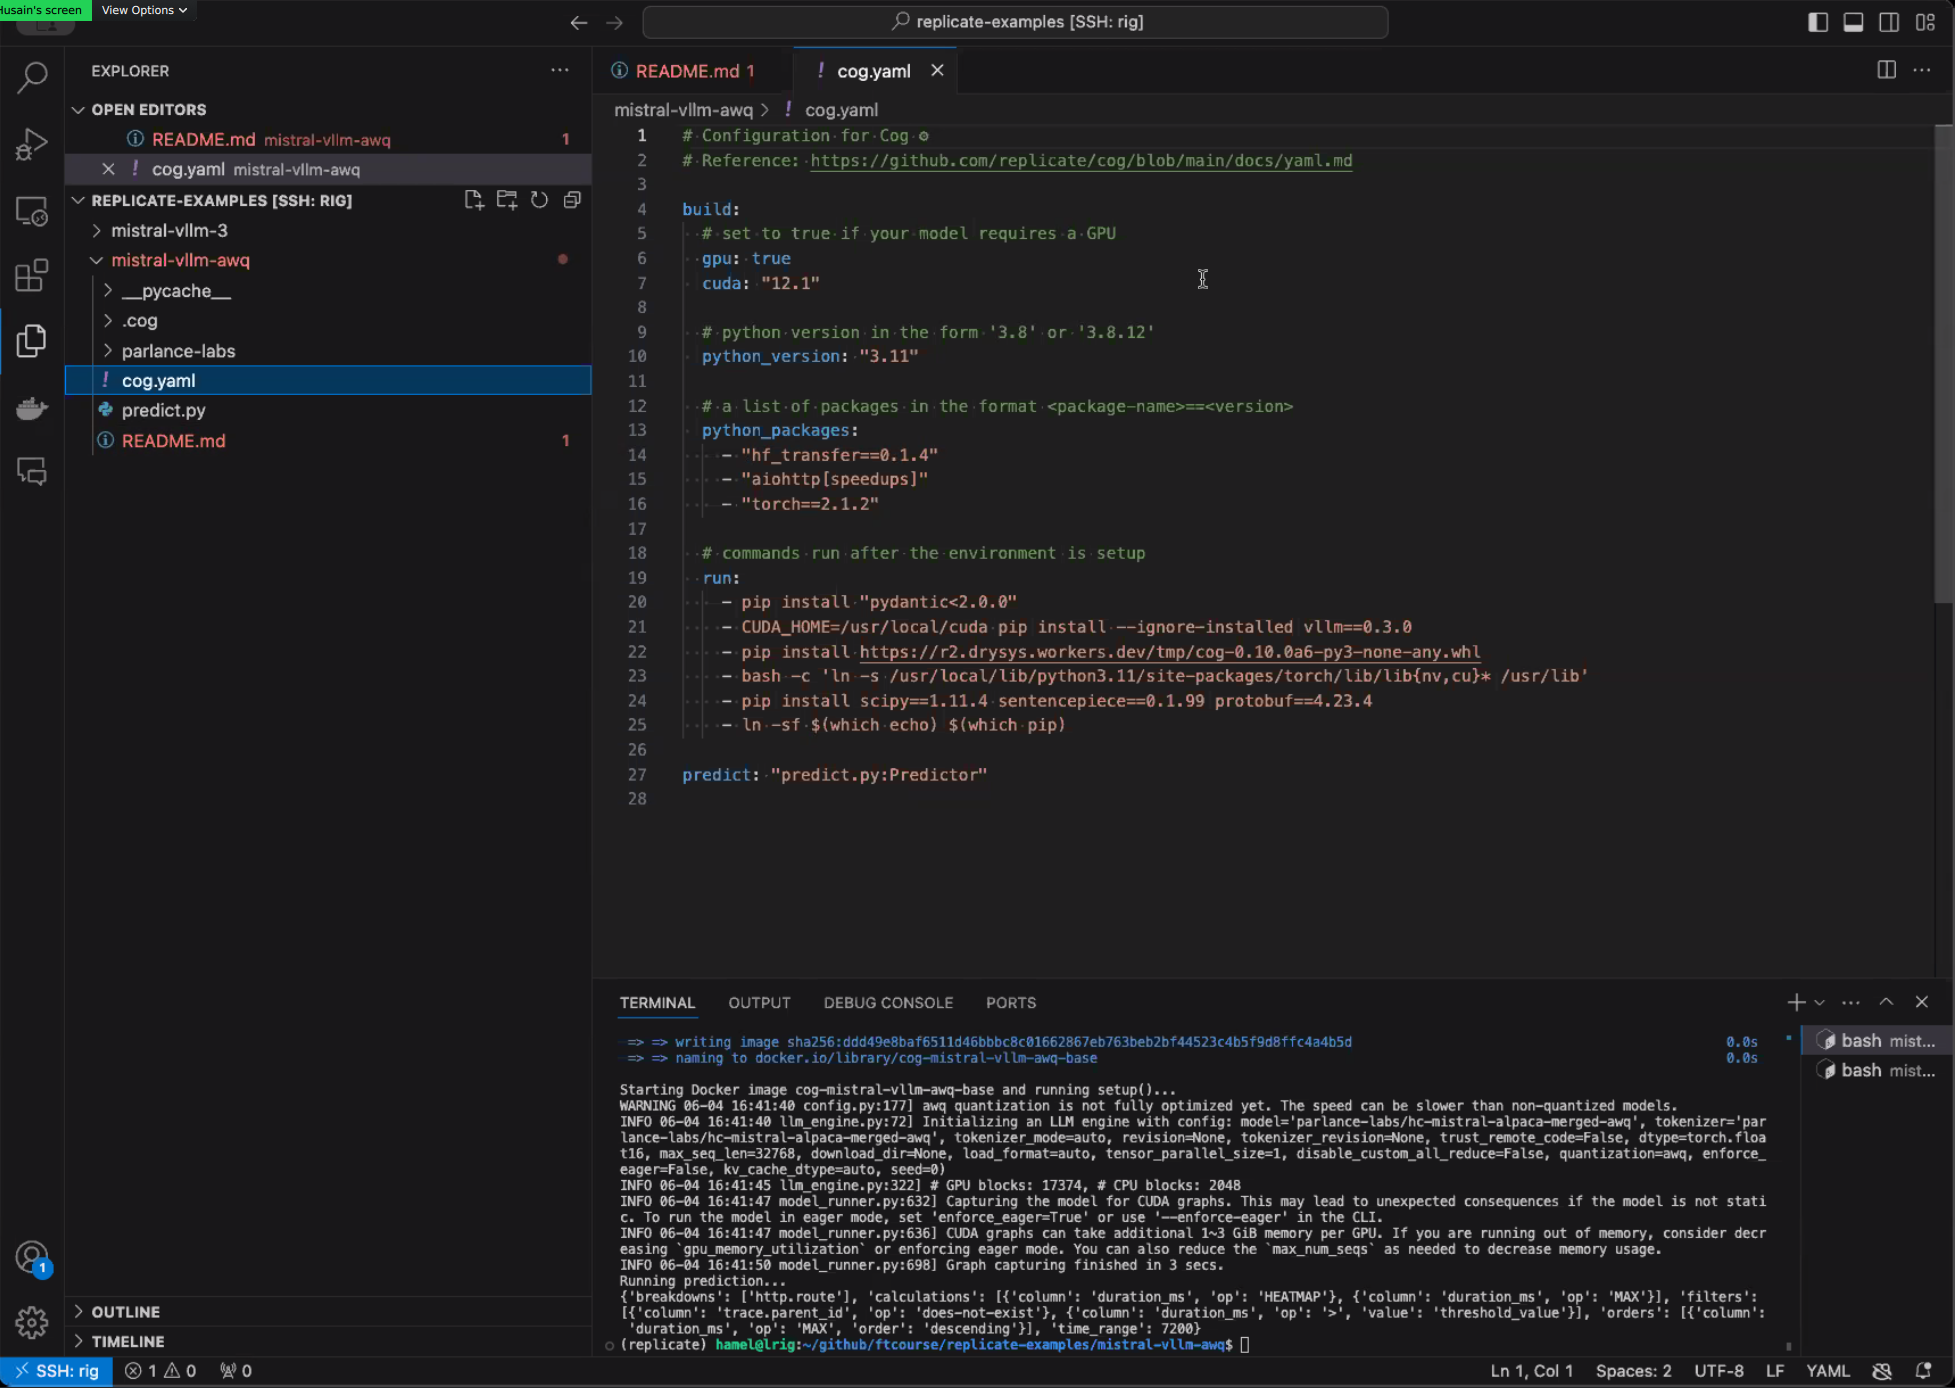 Husain's screen
View Options
replicate-examples [SSH: rig]
EXPLORER
OPEN EDITORS
README.md mistral-vllm-awq 1
cog.yaml mistral-vllm-awq
REPLICATE-EXAMPLES [SSH: RIG]
mistral-vllm-3
mistral-vllm-awq
__pycache__
.cog
parlance-labs
cog.yaml
predict.py
README.md 1
OUTLINE
TIMELINE
README.md 1
! cog.yaml
mistral-vllm-awq > ! cog.yaml
1 # Configuration for Cog ⚙
2 # Reference: https://github.com/replicate/cog/blob/main/docs/yaml.md
3
4 build:
5 # set to true if your model requires a GPU
6 gpu: true
7 cuda: "12.1"
8
9 # python version in the form '3.8' or '3.8.12'
10 python_version: "3.11"
11
12 # a list of packages in the format <package-name>==<version>
13 python_packages:
14 - "hf_transfer==0.1.4"
15 - "aiohttp[speedups]"
16 - "torch==2.1.2"
17
18 # commands run after the environment is setup
19 run:
20 - pip install "pydantic<2.0.0"
21 - CUDA_HOME=/usr/local/cuda pip install --ignore-installed vllm==0.3.0
22 - pip install https://r2.drysys.workers.dev/tmp/cog-0.10.0a6-py3-none-any.whl
23 - bash -c 'ln -s /usr/local/lib/python3.11/site-packages/torch/lib/lib{nv,cu}* /usr/lib'
24 - pip install scipy==1.11.4 sentencepiece==0.1.99 protobuf==4.23.4
25 - ln -sf $(which echo) $(which pip)
26
27 predict: "predict.py:Predictor"
28
TERMINAL OUTPUT DEBUG CONSOLE PORTS
=> => writing image sha256:ddd49e8baf6511d46bbbc8c01662867eb763beb2bf44523c4b5f9d8ffc4a4b5d 0.0s
=> => naming to docker.io/library/cog-mistral-vllm-awq-base 0.0s
Starting Docker image cog-mistral-vllm-awq-base and running setup()...
WARNING 06-04 16:41:40 config.py:177] awq quantization is not fully optimized yet. The speed can be slower than non-quantized models.
INFO 06-04 16:41:40 llm_engine.py:72] Initializing an LLM engine with config: model='parlance-labs/hc-mistral-alpaca-merged-awq', tokenizer='par
lance-labs/hc-mistral-alpaca-merged-awq', tokenizer_mode=auto, revision=None, tokenizer_revision=None, trust_remote_code=False, dtype=torch.floa
t16, max_seq_len=32768, download_dir=None, load_format=auto, tensor_parallel_size=1, disable_custom_all_reduce=False, quantization=awq, enforce_
eager=False, kv_cache_dtype=auto, seed=0)
INFO 06-04 16:41:45 llm_engine.py:322] # GPU blocks: 17374, # CPU blocks: 2048
INFO 06-04 16:41:47 model_runner.py:632] Capturing the model for CUDA graphs. This may lead to unexpected consequences if the model is not stati
c. To run the model in eager mode, set 'enforce_eager=True' or use '--enforce-eager' in the CLI.
INFO 06-04 16:41:47 model_runner.py:636] CUDA graphs can take additional 1~3 GiB memory per GPU. If you are running out of memory, consider decr
easing `gpu_memory_utilization` or enforcing eager mode. You can also reduce the `max_num_seqs` as needed to decrease memory usage.
INFO 06-04 16:41:50 model_runner.py:698] Graph capturing finished in 3 secs.
Running prediction...
{'breakdowns': ['http.route'], 'calculations': [{'column': 'duration_ms', 'op': 'HEATMAP'}, {'column': 'duration_ms', 'op': 'MAX'}], 'filters':
[{'column': 'trace.parent_id', 'op': 'does-not-exist'}, {'column': 'duration_ms', 'op': '>', 'value': 'threshold_value'}], 'orders': [{'column':
'duration_ms', 'op': 'MAX', 'order': 'descending'}], 'time_range': 7200}
(replicate) hamel@lrig:~/github/ftcourse/replicate-examples/mistral-vllm-awq$
bash mist...
bash mist...
1
SSH: rig 1 0 0
Ln 1, Col 1 Spaces: 2 UTF-8 LF YAML